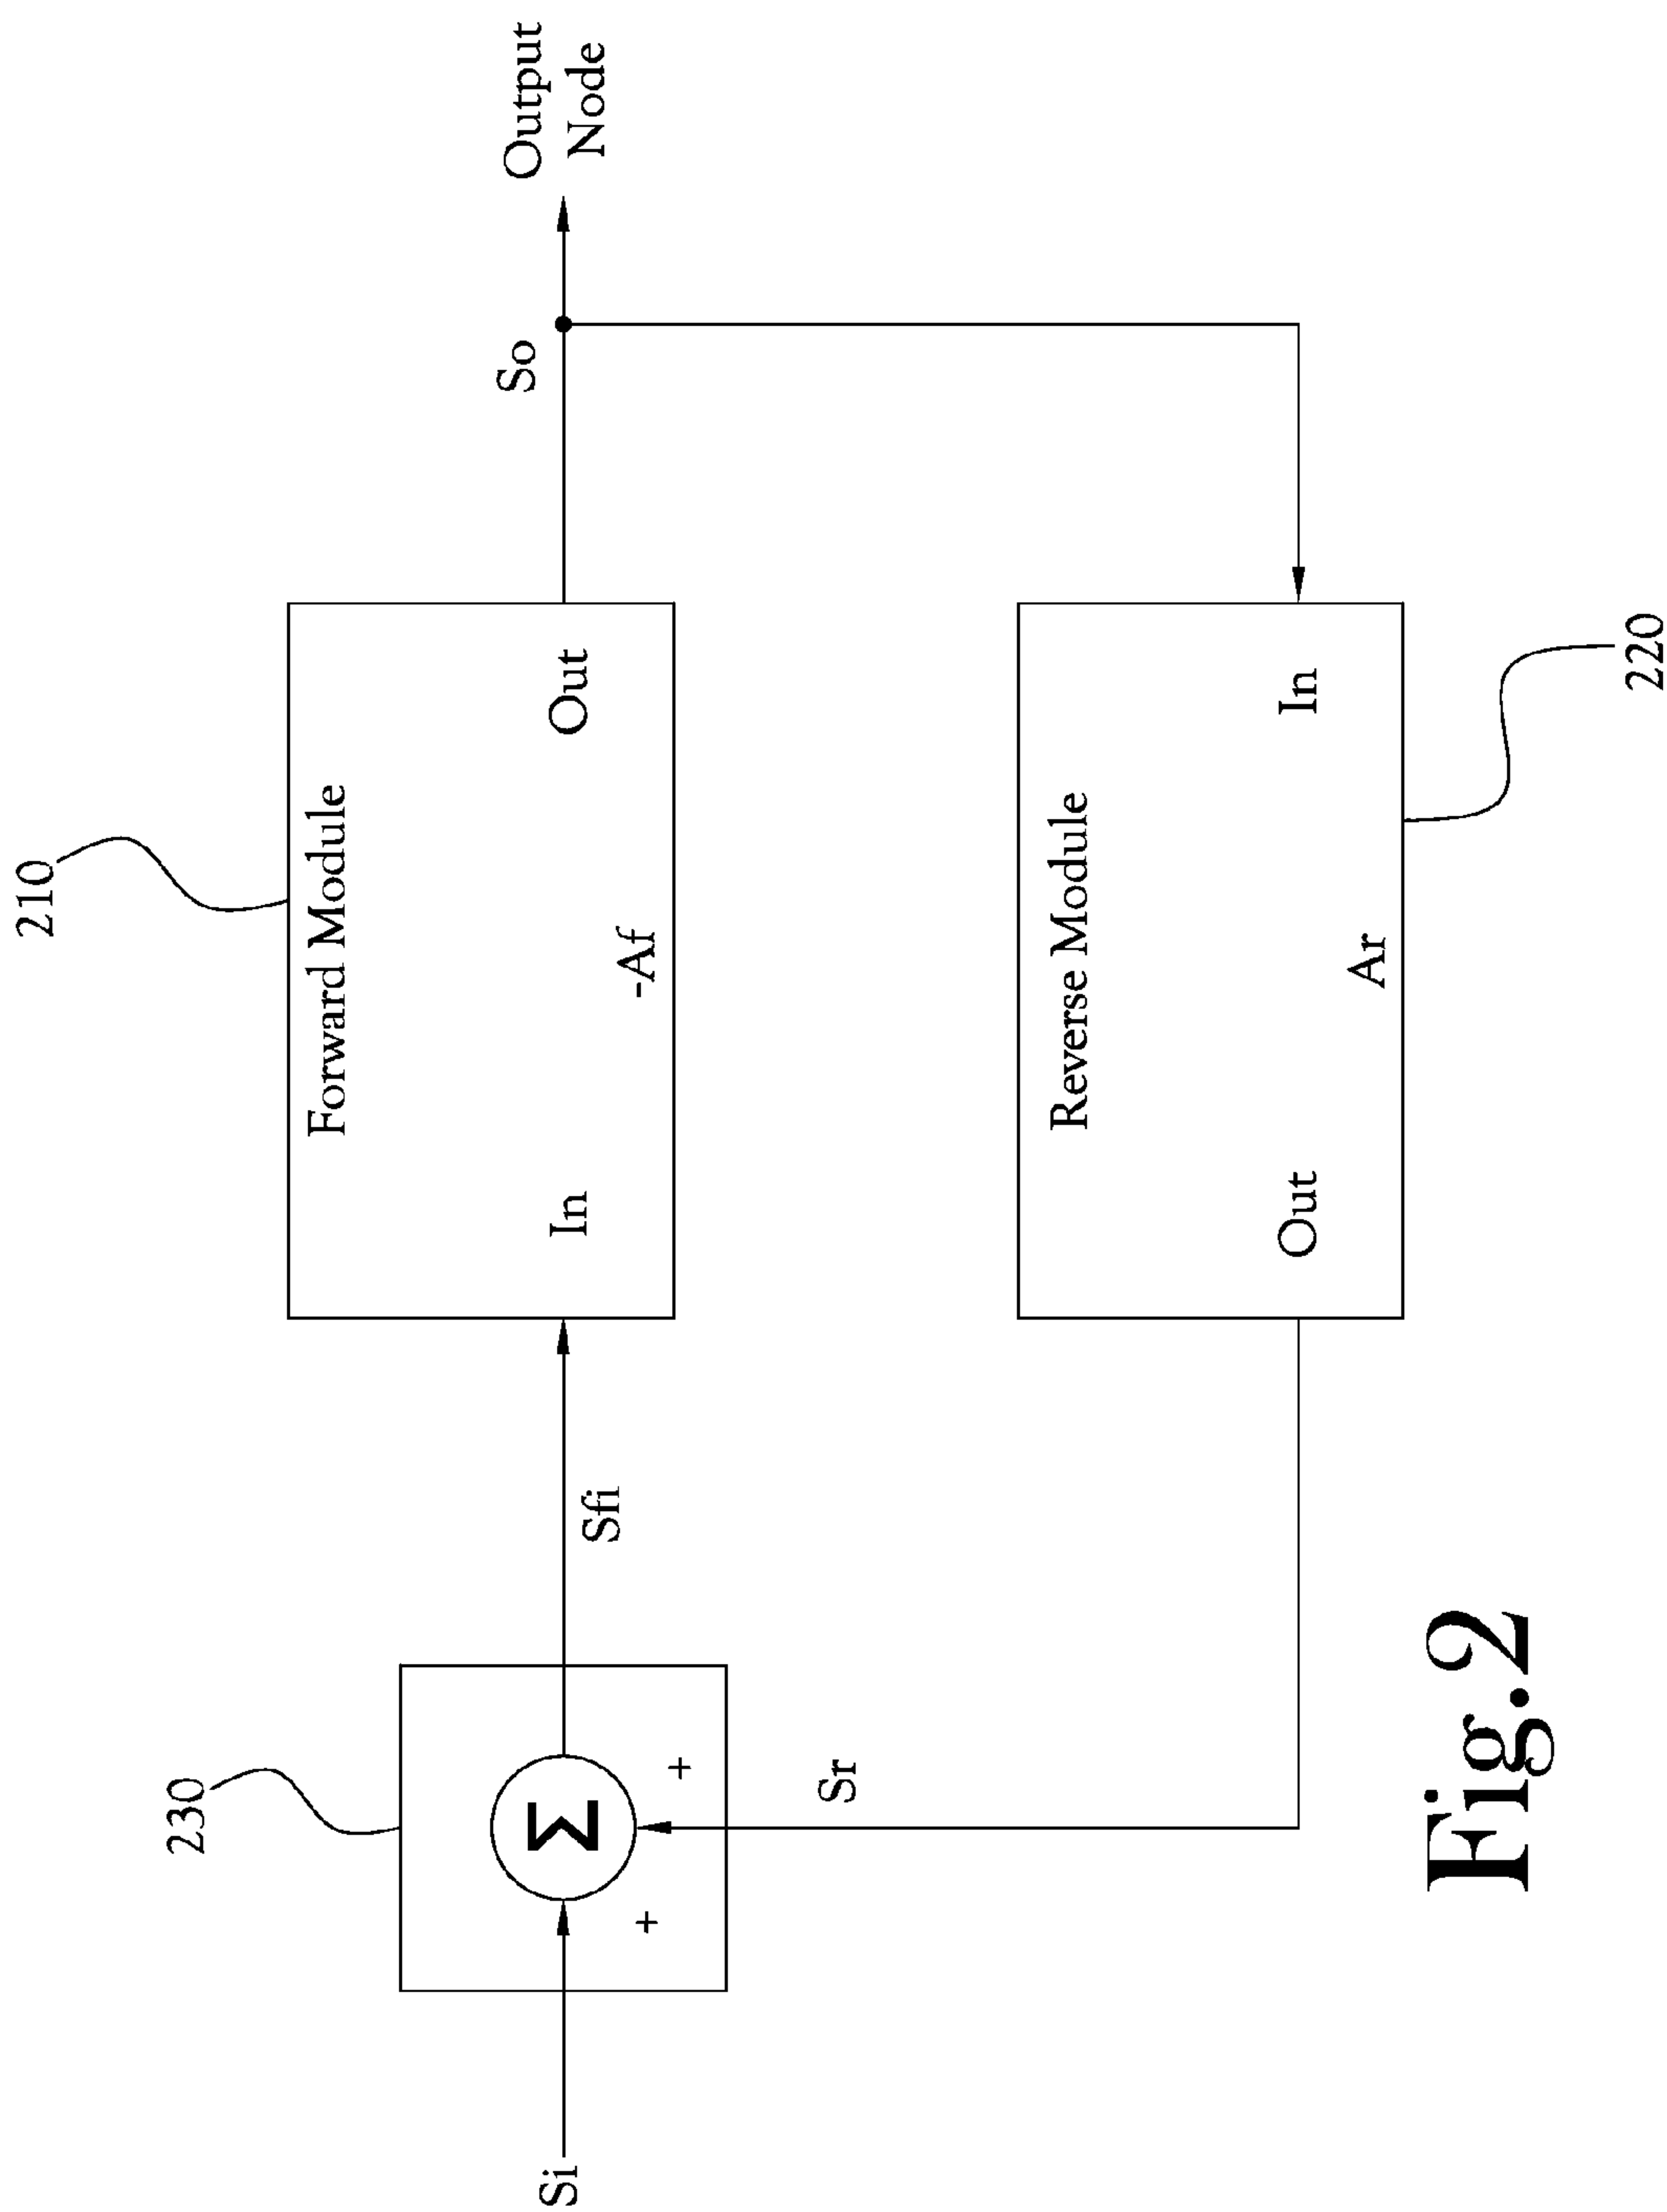 210
Forward Module
In
Out
-Af
So
Output
Node
230
Σ
+
+
Si
Sfi
Sr
Reverse Module
Out
In
Ar
220
Fig.2